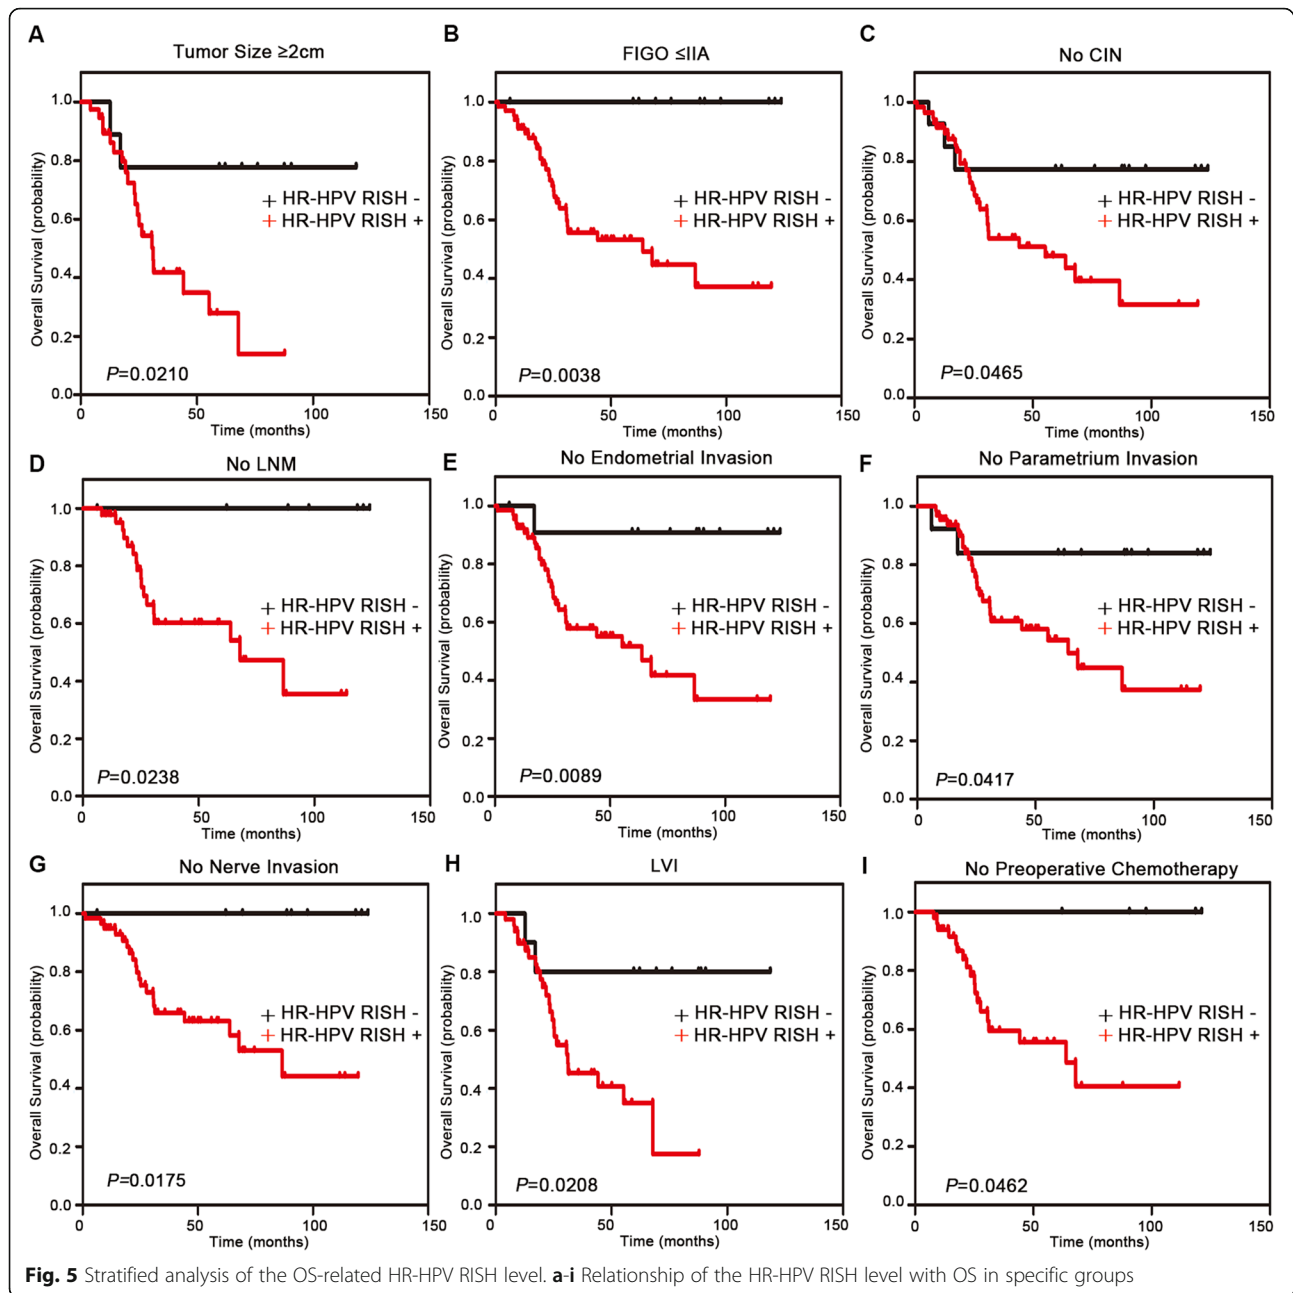 A
Tumor Size ≥2cm
Overall Survival (probability)
1.0
0.8
0.6
0.4
0.2
0.0
HR-HPV RISH -
HR-HPV RISH +
P=0.0210
0 50 100 150
Time (months)
B
FIGO ≤IIA
Overall Survival (probability)
1.0
0.8
0.6
0.4
0.2
0.0
HR-HPV RISH -
HR-HPV RISH +
P=0.0038
0 50 100 150
Time (months)
C
No CIN
Overall Survival (probability)
1.0
0.8
0.6
0.4
0.2
0.0
HR-HPV RISH -
HR-HPV RISH +
P=0.0465
0 50 100 150
Time (months)
D
No LNM
Overall Survival (probability)
1.0
0.8
0.6
0.4
0.2
0.0
HR-HPV RISH -
HR-HPV RISH +
P=0.0238
0 50 100 150
Time (months)
E
No Endometrial Invasion
Overall Survival (probability)
1.0
0.8
0.6
0.4
0.2
0.0
HR-HPV RISH -
HR-HPV RISH +
P=0.0089
0 50 100 150
Time (months)
F
No Parametrium Invasion
Overall Survival (probability)
1.0
0.8
0.6
0.4
0.2
0.0
HR-HPV RISH -
HR-HPV RISH +
P=0.0417
0 50 100 150
Time (months)
G
No Nerve Invasion
Overall Survival (probability)
1.0
0.8
0.6
0.4
0.2
0.0
HR-HPV RISH -
HR-HPV RISH +
P=0.0175
0 50 100 150
Time (months)
H
LVI
Overall Survival (probability)
1.0
0.8
0.6
0.4
0.2
0.0
HR-HPV RISH -
HR-HPV RISH +
P=0.0208
0 50 100 150
Time (months)
I
No Preoperative Chemotherapy
Overall Survival (probability)
1.0
0.8
0.6
0.4
0.2
0.0
HR-HPV RISH -
HR-HPV RISH +
P=0.0462
0 50 100 150
Time (months)
Fig. 5 Stratified analysis of the OS-related HR-HPV RISH level. a-i Relationship of the HR-HPV RISH level with OS in specific groups